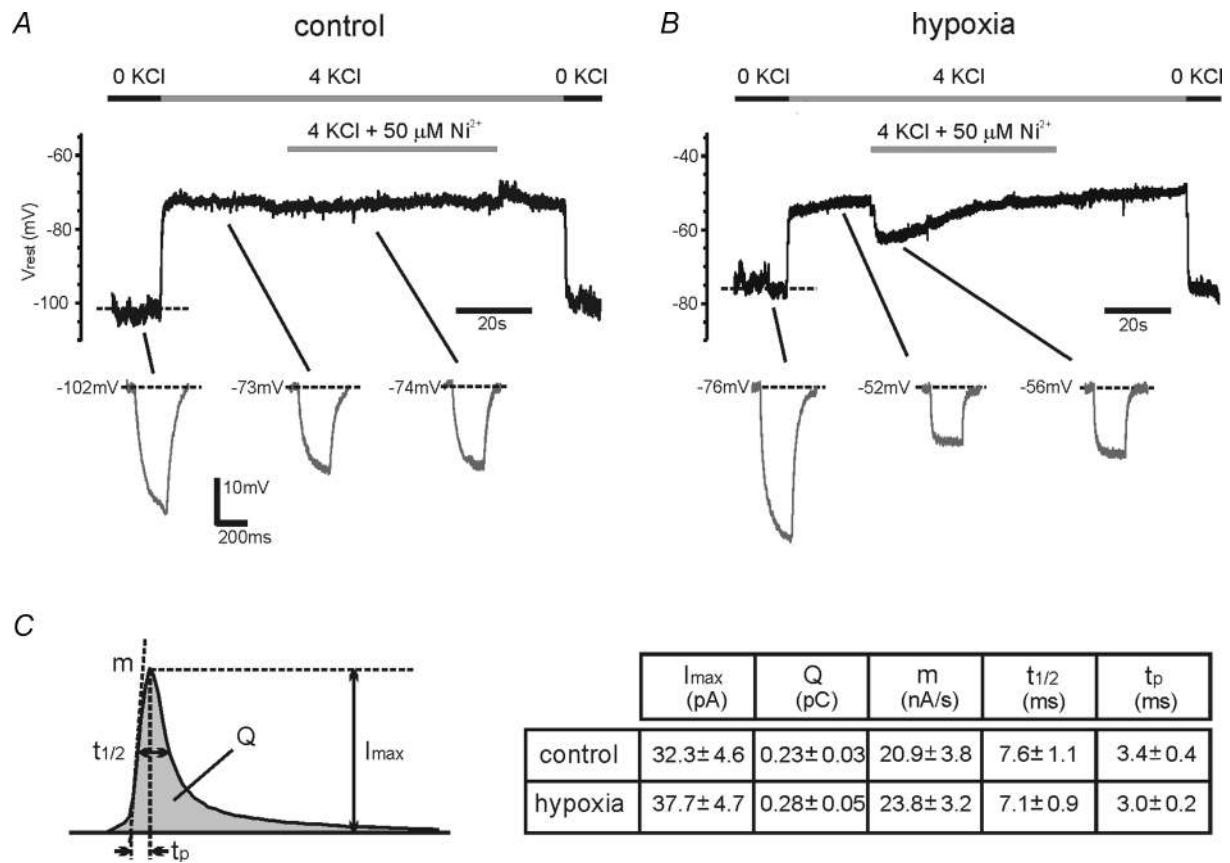 A control
0 KCl 4 KCl 0 KCl
4 KCl + 50 μM Ni²⁺
-60
-80
-100
Vrest (mV)
20s
-102mV -73mV -74mV
10mV
200ms
B hypoxia
0 KCl 4 KCl 0 KCl
4 KCl + 50 μM Ni²⁺
-40
-60
-80
20s
-76mV -52mV -56mV
C
m
t1/2
Q
Imax
tp
Imax (pA) Q (pC) m (nA/s) t1/2 (ms) tp (ms)
control 32.3±4.6 0.23±0.03 20.9±3.8 7.6±1.1 3.4±0.4
hypoxia 37.7±4.7 0.28±0.05 23.8±3.2 7.1±0.9 3.0±0.2